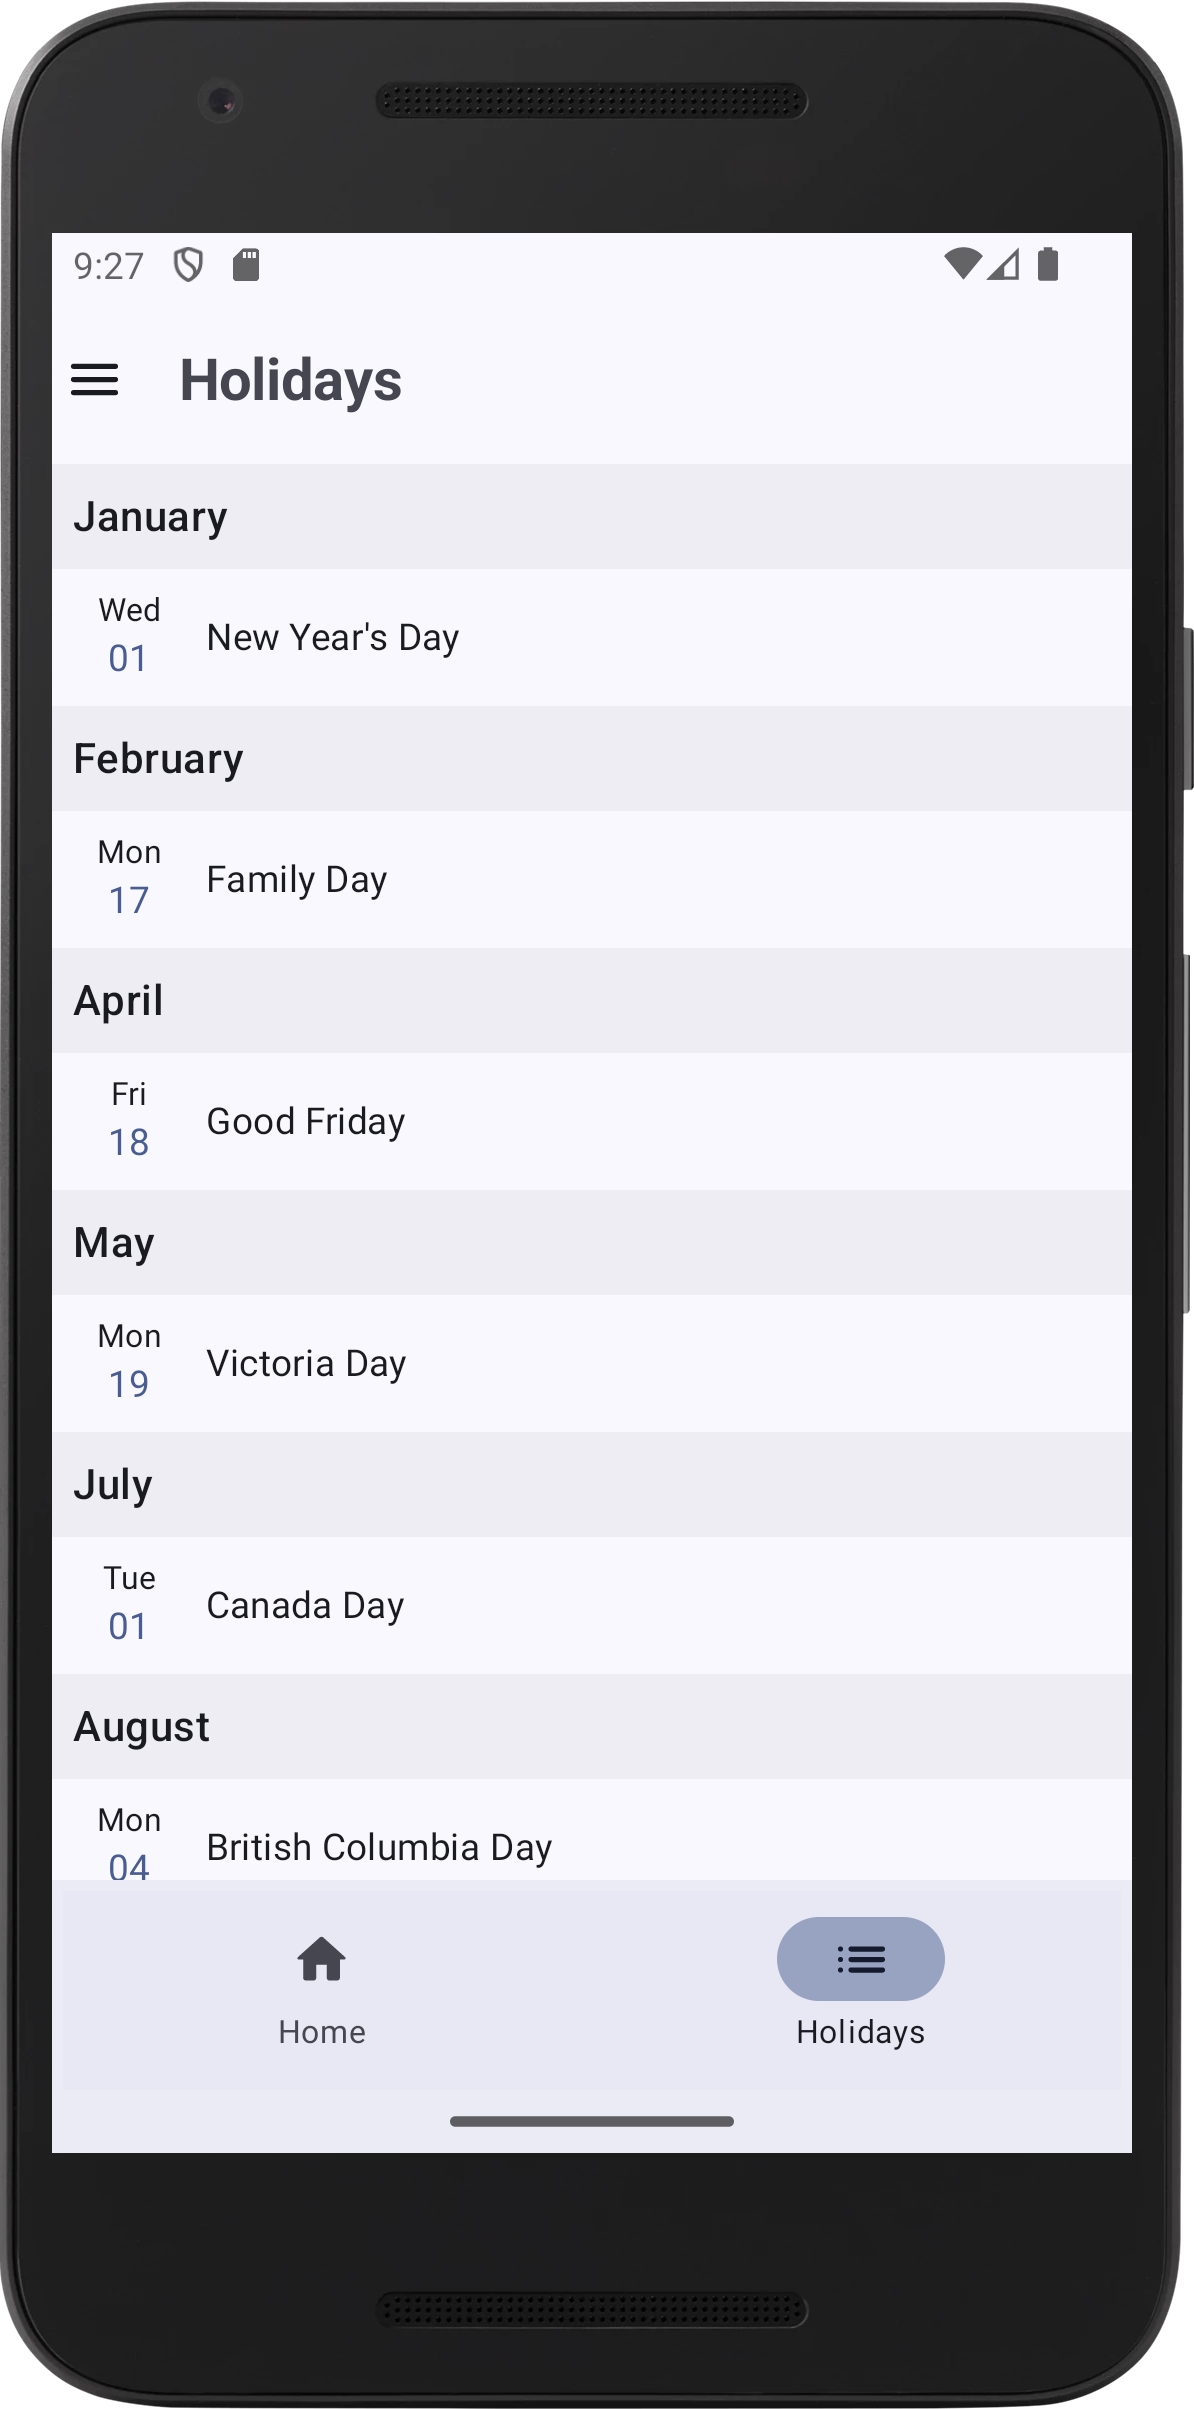 9:27
Holidays
January
Wed
01
New Year's Day
February
Mon
17
Family Day
April
Fri
18
Good Friday
May
Mon
19
Victoria Day
July
Tue
01
Canada Day
August
Mon
04
British Columbia Day
Home
Holidays